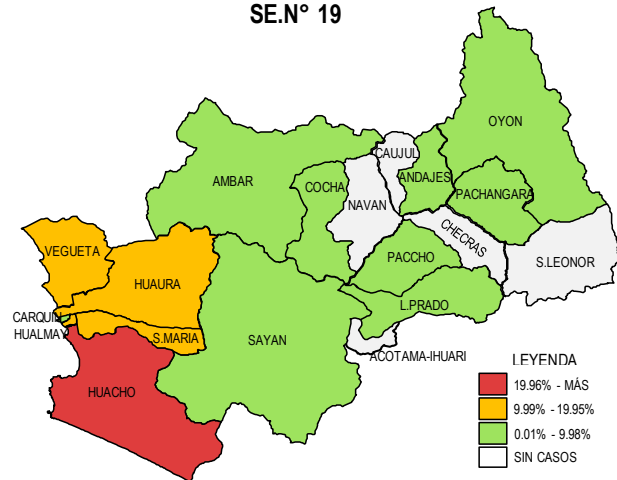 SE.N° 19
OYON
CAUJUL
ANDAJES
AMBAR
COCHA
PACHANGARA
NAVAN
CHECRAS
VEGUETA
PACCHO
S.LEONOR
HUAURA
L.PRADO
CARQUIN
HUALMAY
S.MARIA
SAYAN
ACOTAMA-IHUARI
HUACHO
LEYENDA
19.96% - MÁS
9.99% - 19.95%
0.01% - 9.98%
SIN CASOS